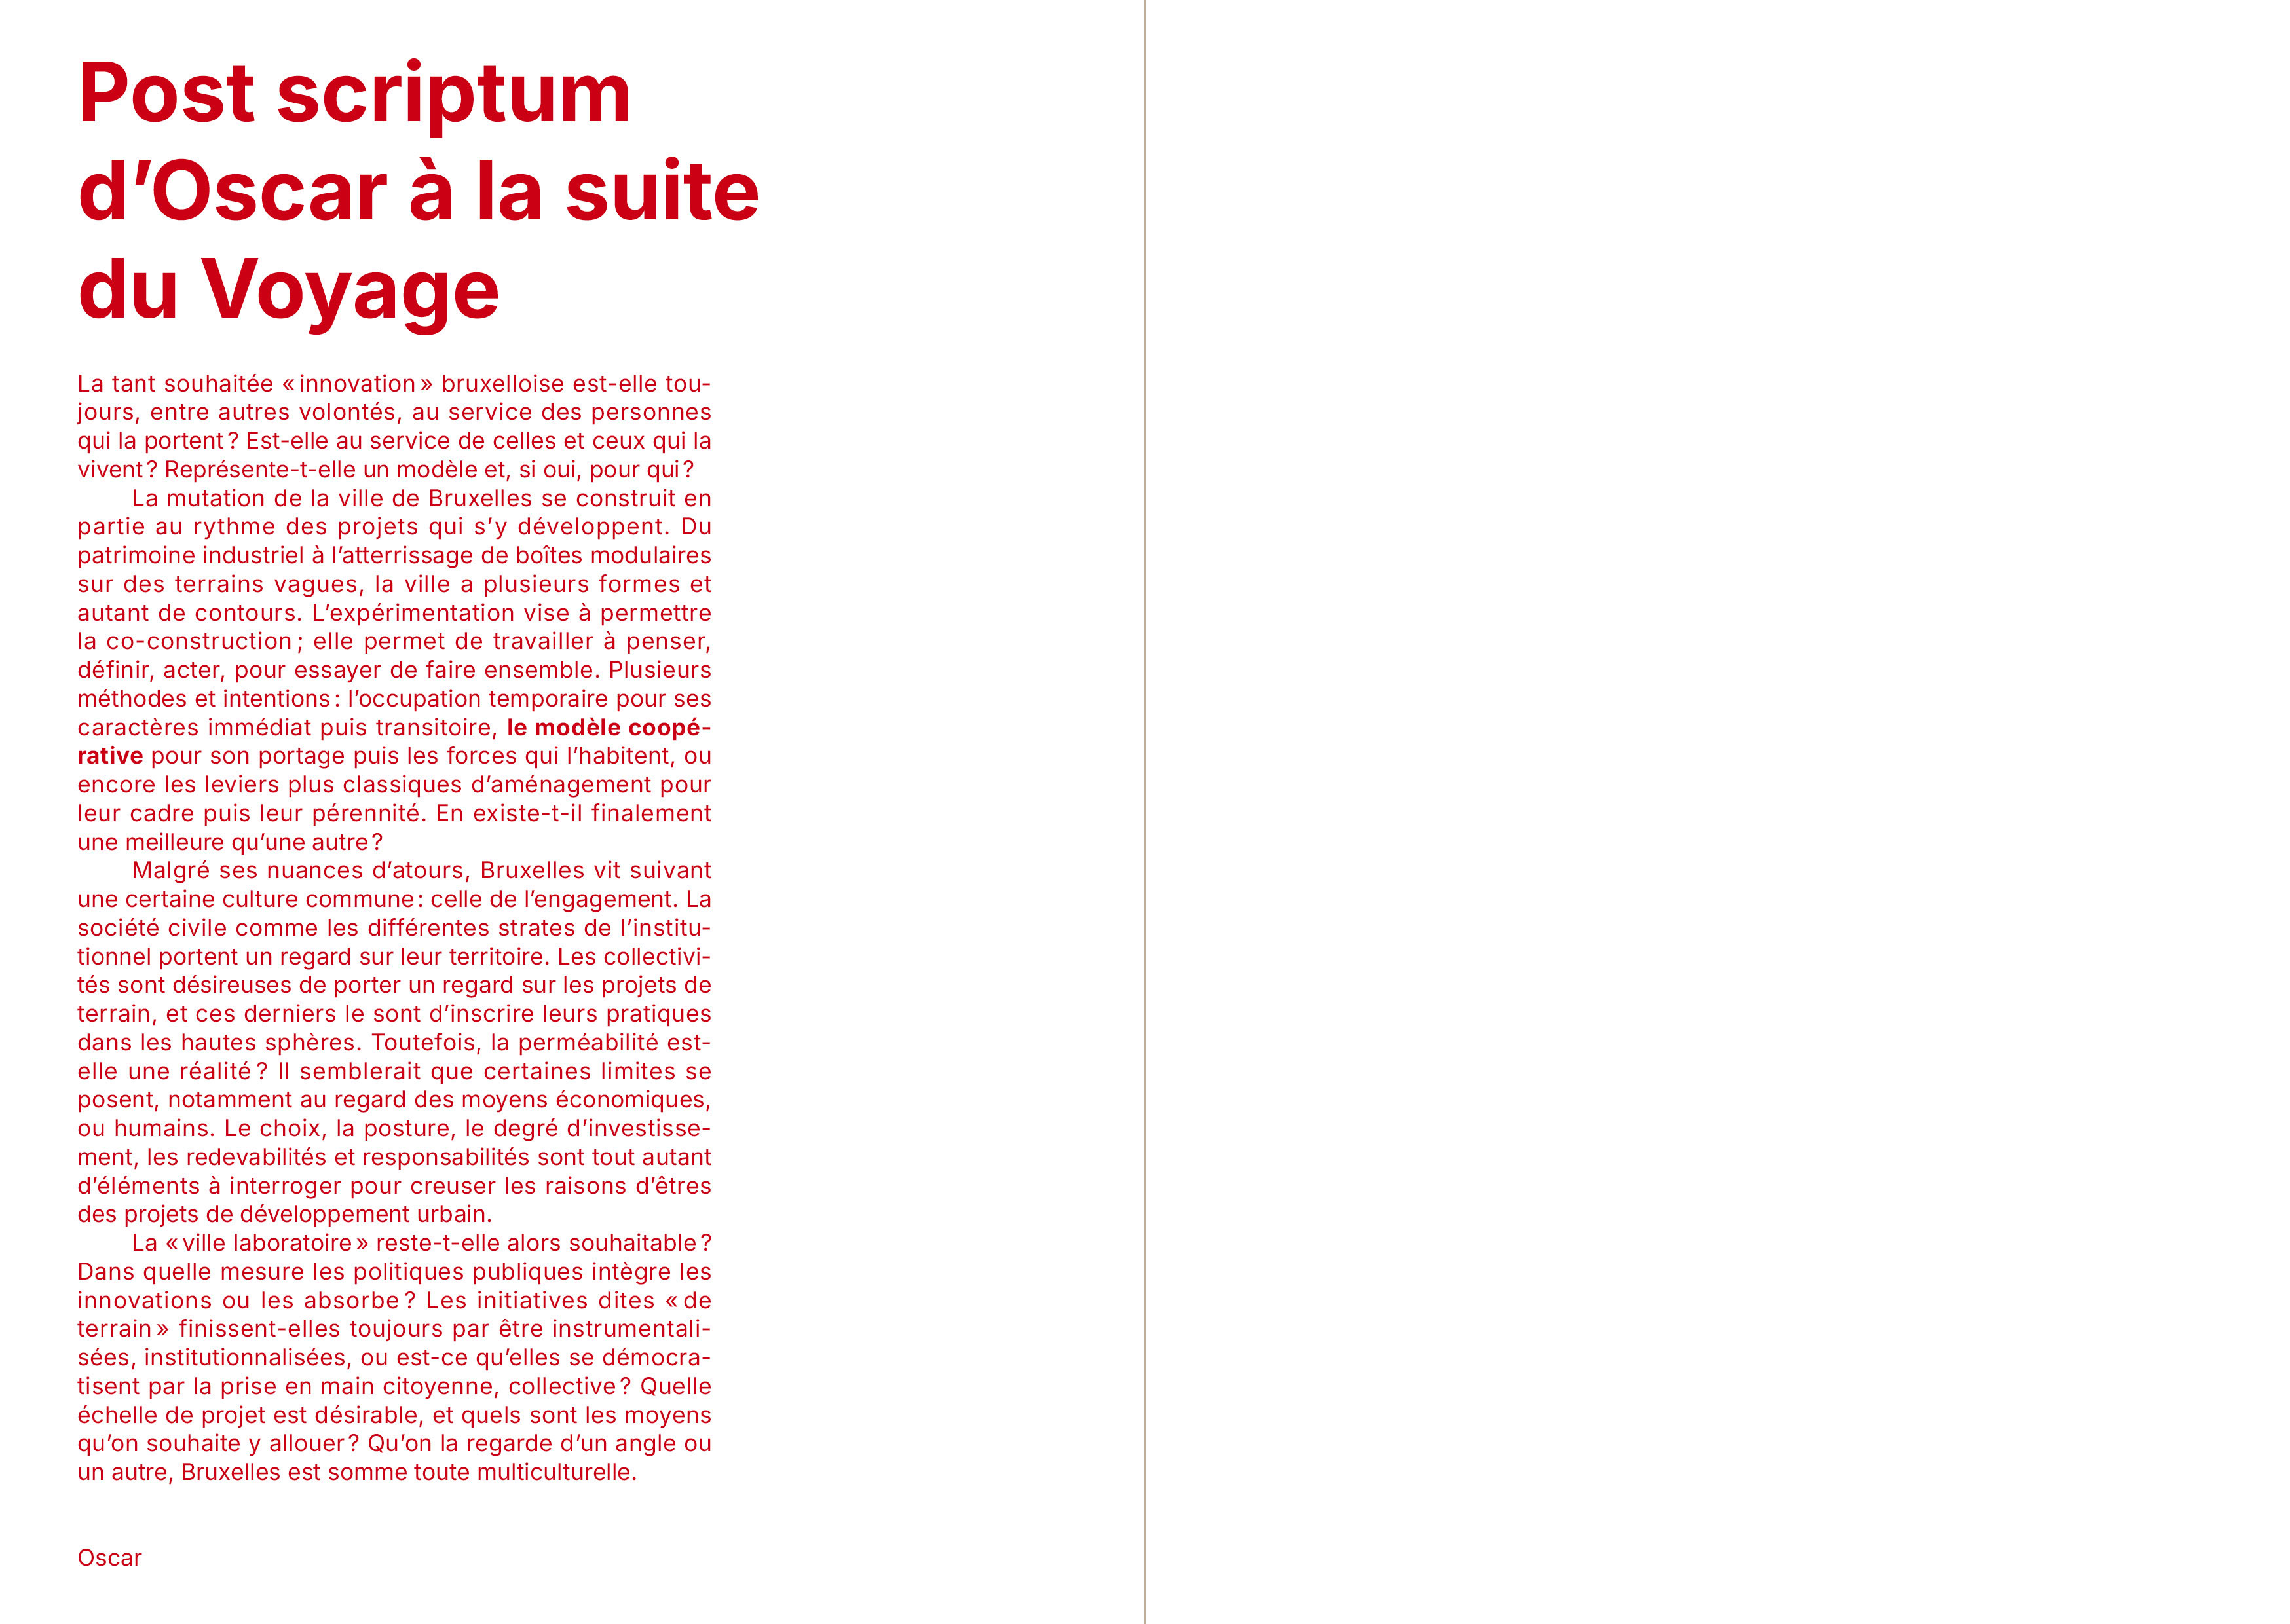 Post scriptum
d’Oscar à la suite
du Voyage
La tant souhaitée « innovation » bruxelloise est-elle tou-
jours, entre autres volontés, au service des personnes
qui la portent ? Est-elle au service de celles et ceux qui la
vivent ? Représente-t-elle un modèle et, si oui, pour qui ?
La mutation de la ville de Bruxelles se construit en
partie au rythme des projets qui s’y développent. Du
patrimoine industriel à l’atterrissage de boîtes modulaires
sur des terrains vagues, la ville a plusieurs formes et
autant de contours. L’expérimentation vise à permettre
la co-construction ; elle permet de travailler à penser,
définir, acter, pour essayer de faire ensemble. Plusieurs
méthodes et intentions : l’occupation temporaire pour ses
caractères immédiat puis transitoire, le modèle coopé-
rative pour son portage puis les forces qui l’habitent, ou
encore les leviers plus classiques d’aménagement pour
leur cadre puis leur pérennité. En existe-t-il finalement
une meilleure qu’une autre ?
Malgré ses nuances d’atours, Bruxelles vit suivant
une certaine culture commune : celle de l’engagement. La
société civile comme les différentes strates de l’institu-
tionnel portent un regard sur leur territoire. Les collectivi-
tés sont désireuses de porter un regard sur les projets de
terrain, et ces derniers le sont d’inscrire leurs pratiques
dans les hautes sphères. Toutefois, la perméabilité est-
elle une réalité ? Il semblerait que certaines limites se
posent, notamment au regard des moyens économiques,
ou humains. Le choix, la posture, le degré d’investisse-
ment, les redevabilités et responsabilités sont tout autant
d’éléments à interroger pour creuser les raisons d’êtres
des projets de développement urbain.
La « ville laboratoire » reste-t-elle alors souhaitable ?
Dans quelle mesure les politiques publiques intègre les
innovations ou les absorbe ? Les initiatives dites « de
terrain » finissent-elles toujours par être instrumentali-
sées, institutionnalisées, ou est-ce qu’elles se démocra-
tisent par la prise en main citoyenne, collective ? Quelle
échelle de projet est désirable, et quels sont les moyens
qu’on souhaite y allouer ? Qu’on la regarde d’un angle ou
un autre, Bruxelles est somme toute multiculturelle.
Oscar